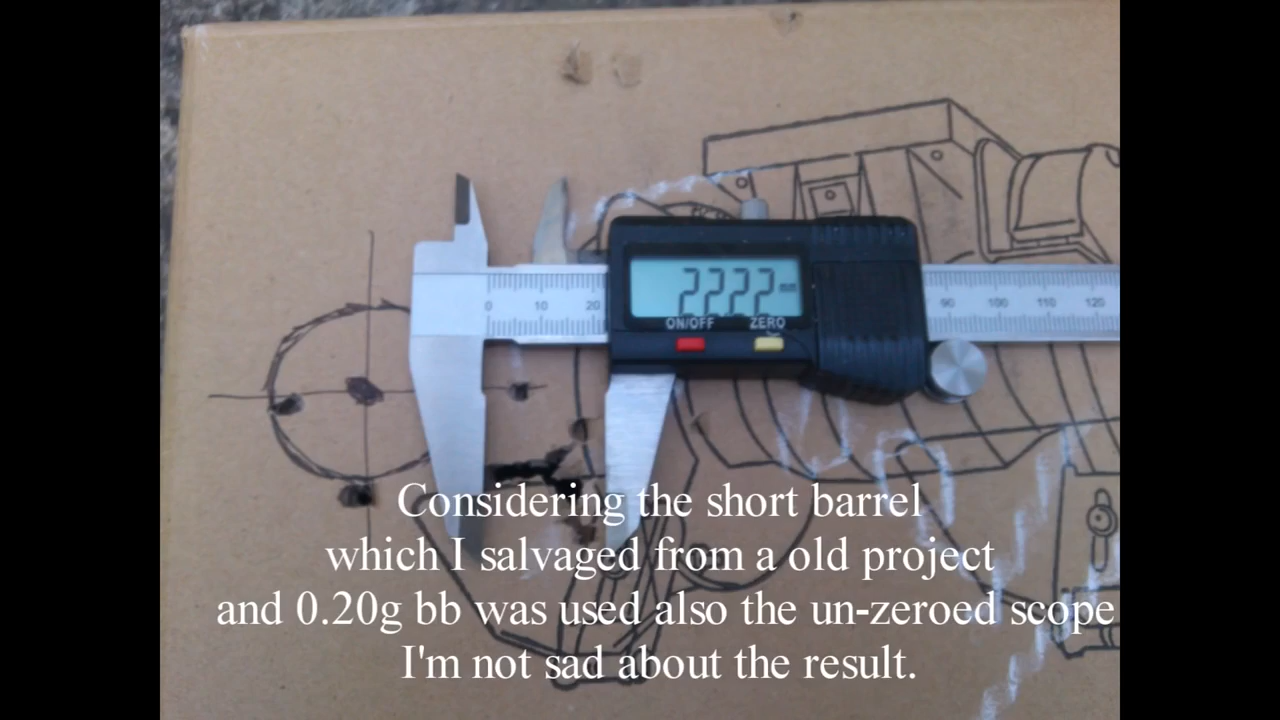 22.22 mm
ON/OFF ZERO
0 10 20 90 100 110 120
Considering the short barrel
which I salvaged from a old project
and 0.20g bb was used also the un-zeroed scope
I'm not sad about the result.